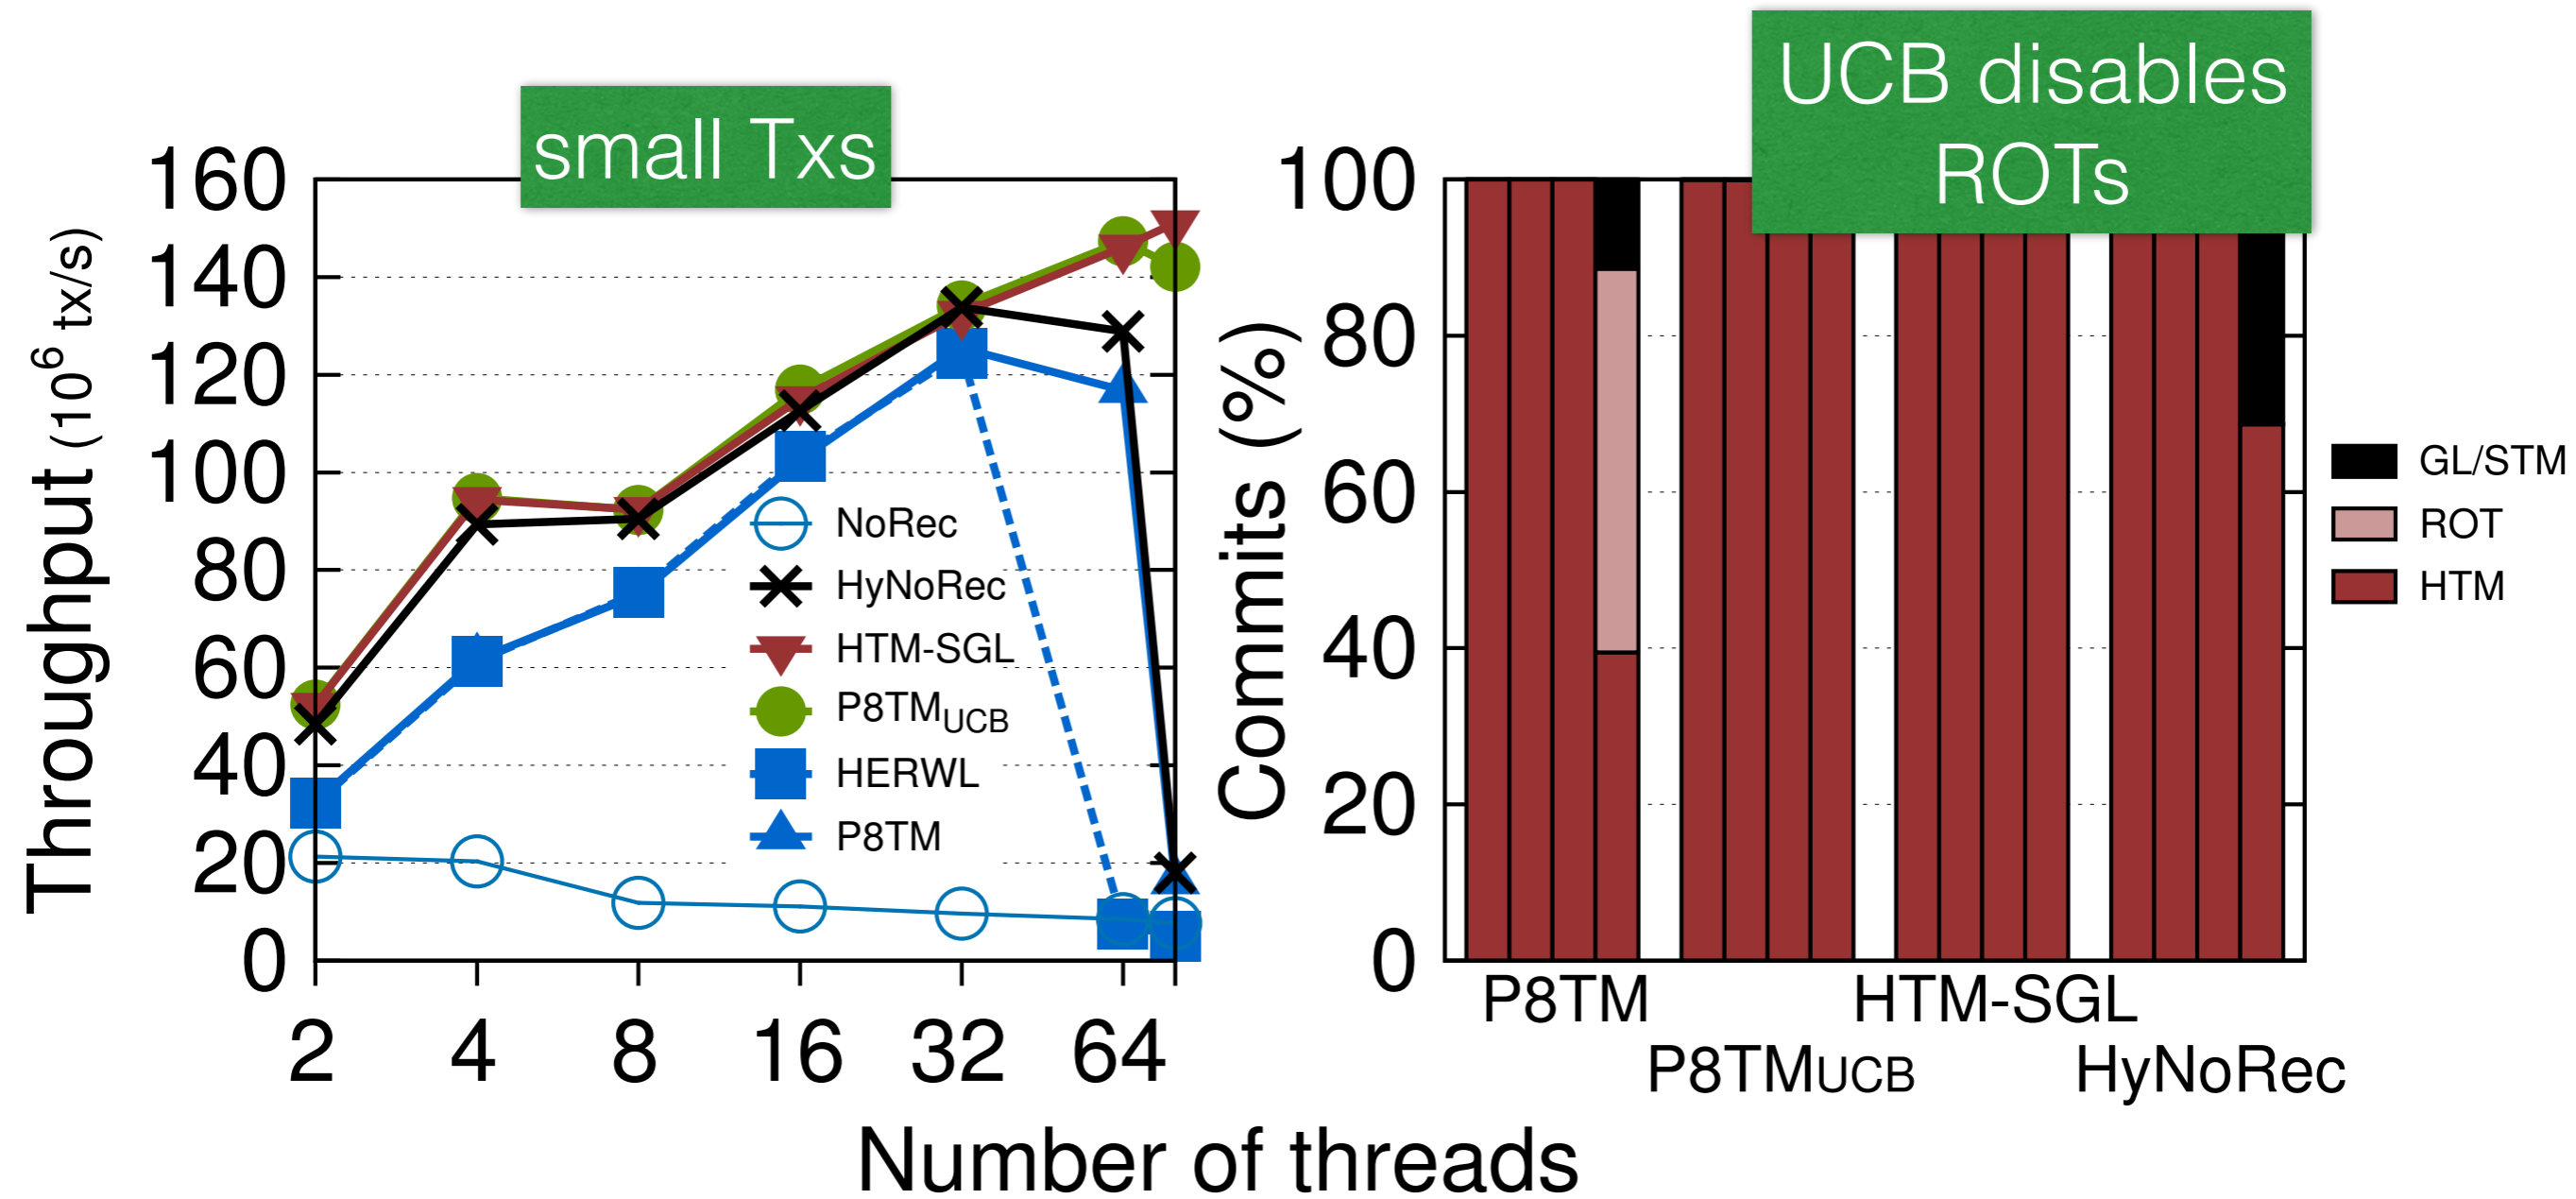 small Txs
UCB disables
ROTs
Throughput (10⁶ tx/s)
160
140
120
100
80
60
40
20
0
NoRec
HyNoRec
HTM-SGL
P8TM_UCB
HERWL
P8TM
2 4 8 16 32 64
Commits (%)
100
80
60
40
20
0
GL/STM
ROT
HTM
P8TM HTM-SGL
P8TMUCB HyNoRec
Number of threads